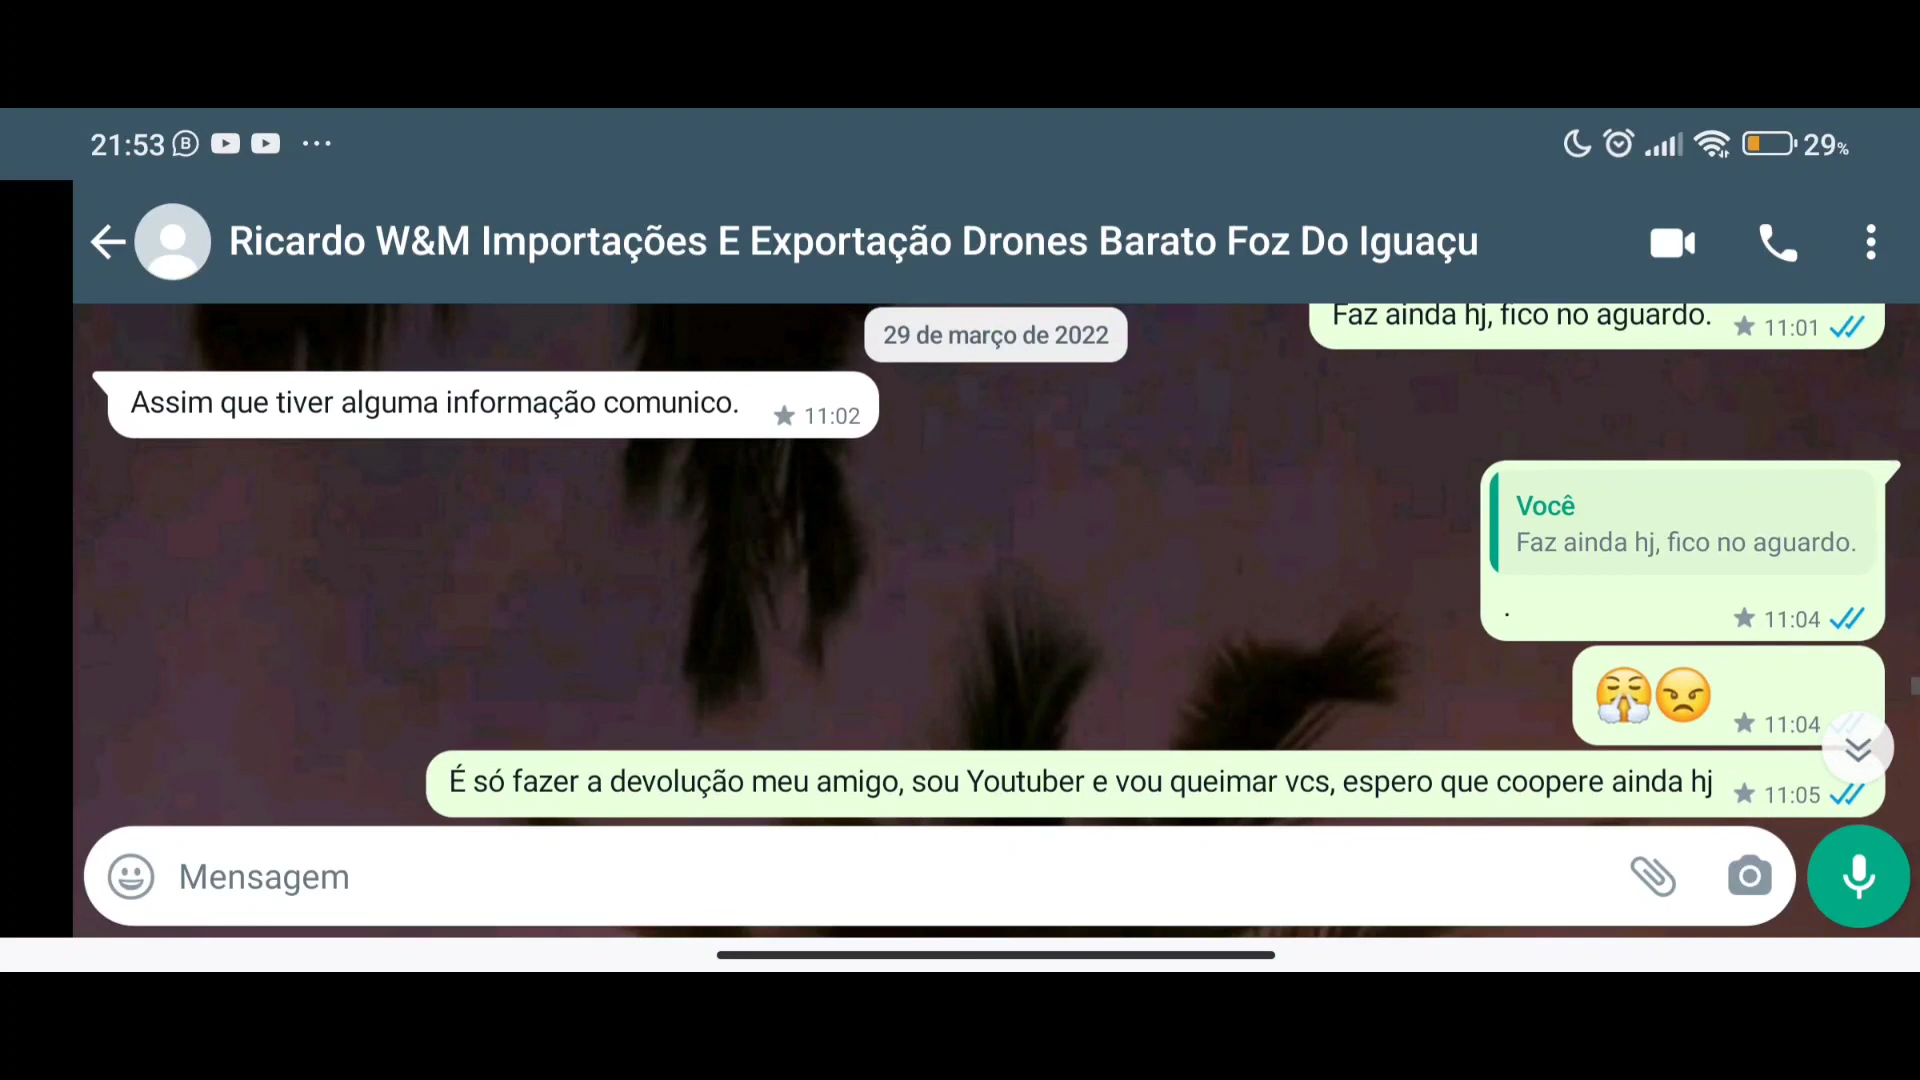 21:53
29%
Ricardo W&M Importações E Exportação Drones Barato Foz Do Iguaçu
Faz ainda hj, fico no aguardo. 11:01
29 de março de 2022
Assim que tiver alguma informação comunico. 11:02
Você
Faz ainda hj, fico no aguardo.
. 11:04
11:04
É só fazer a devolução meu amigo, sou Youtuber e vou queimar vcs, espero que coopere ainda hj 11:05
Mensagem